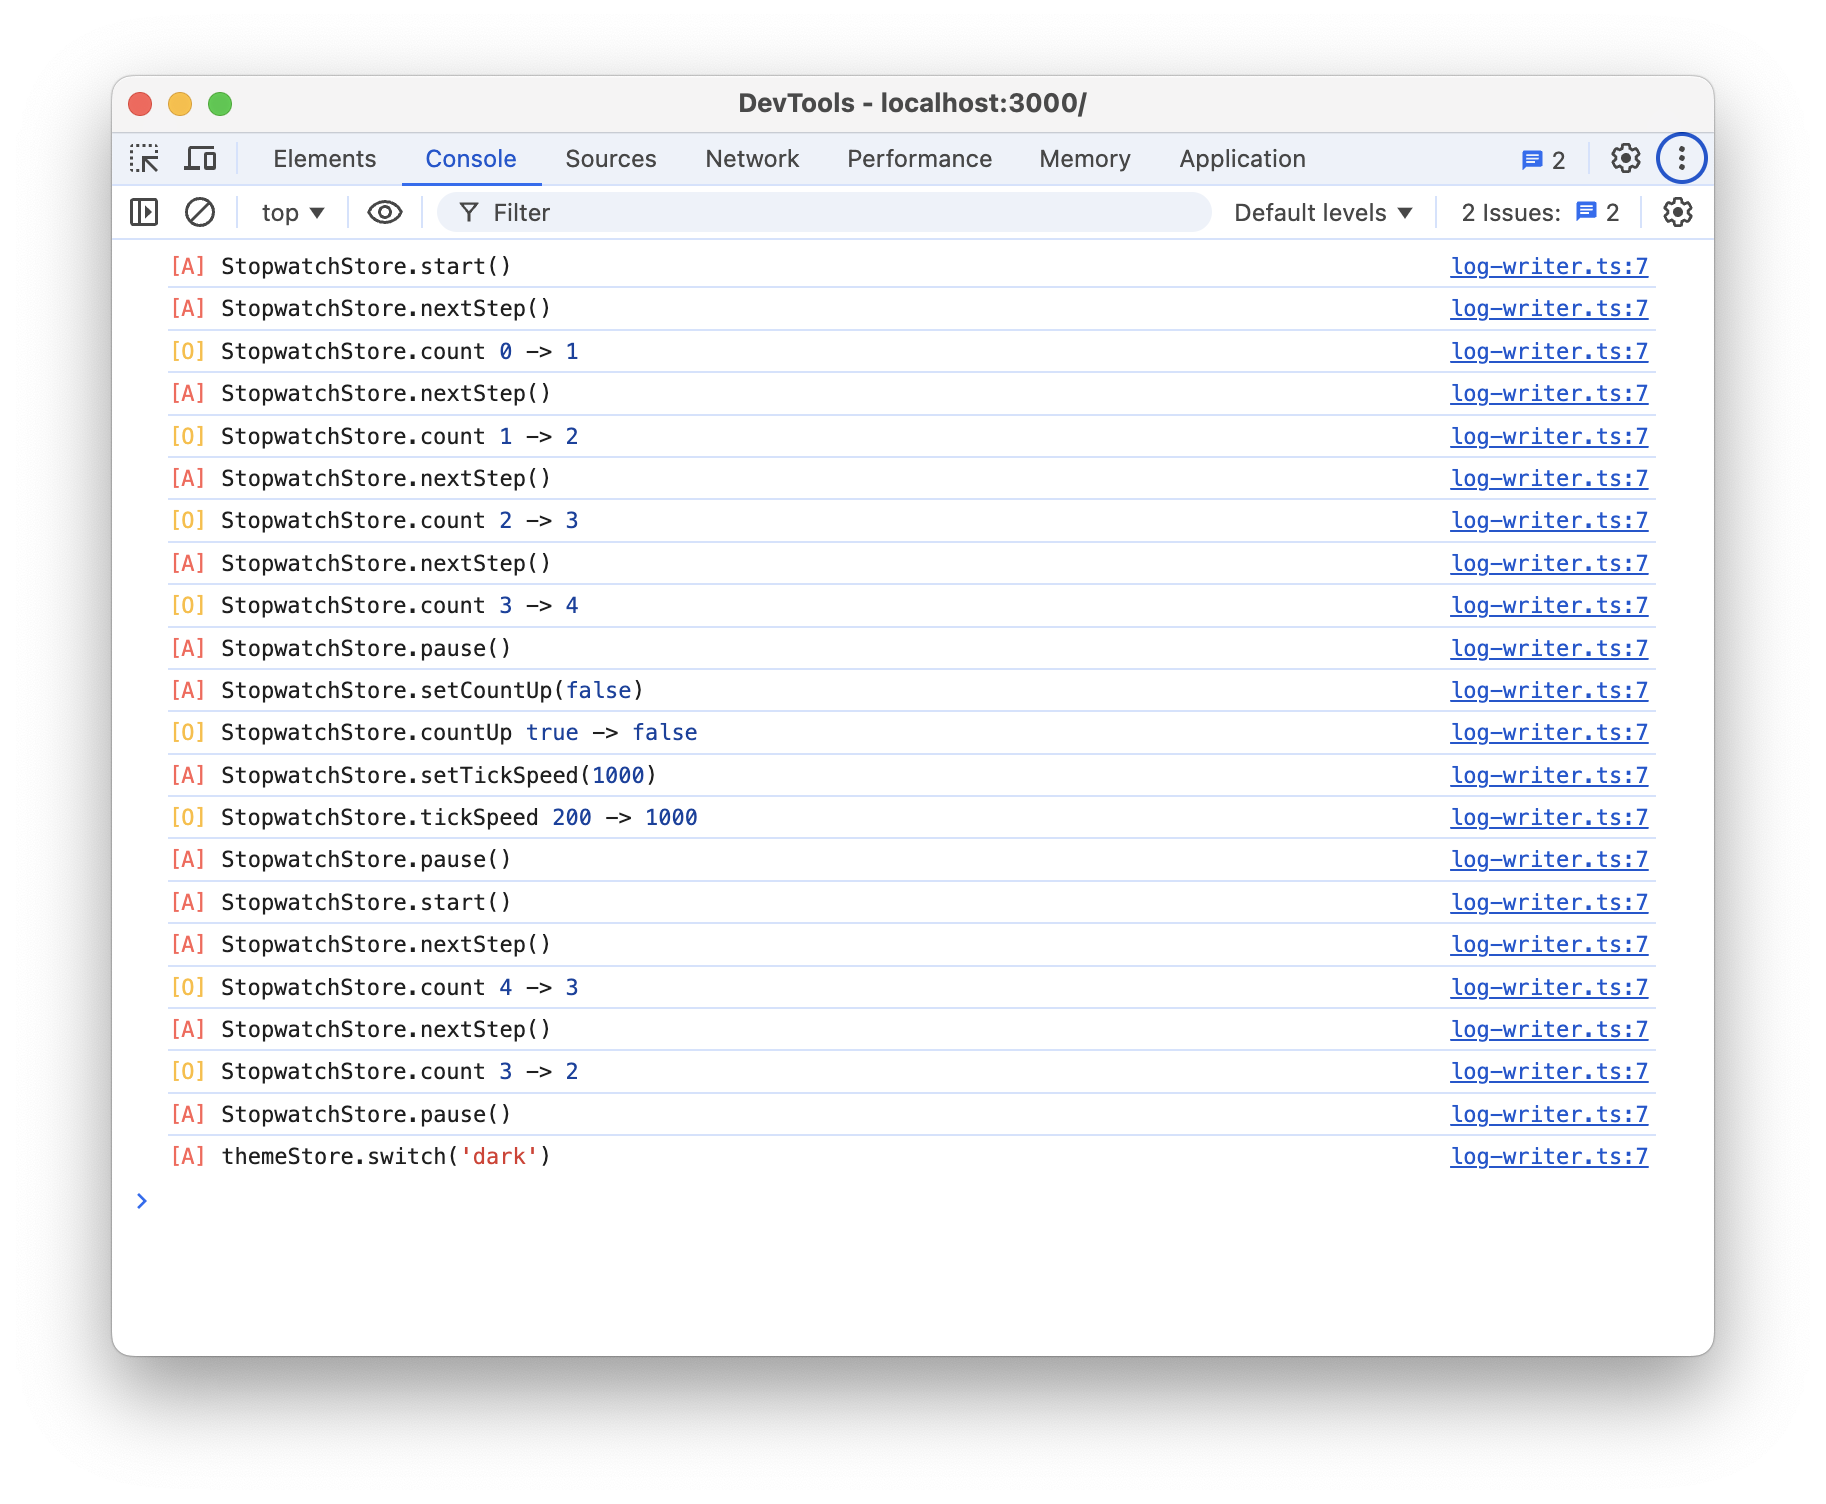 DevTools - localhost:3000/
Elements Console Sources Network Performance Memory Application 2
top Filter Default levels 2 Issues: 2
[A] StopwatchStore.start() log-writer.ts:7
[A] StopwatchStore.nextStep() log-writer.ts:7
[O] StopwatchStore.count 0 -> 1 log-writer.ts:7
[A] StopwatchStore.nextStep() log-writer.ts:7
[O] StopwatchStore.count 1 -> 2 log-writer.ts:7
[A] StopwatchStore.nextStep() log-writer.ts:7
[O] StopwatchStore.count 2 -> 3 log-writer.ts:7
[A] StopwatchStore.nextStep() log-writer.ts:7
[O] StopwatchStore.count 3 -> 4 log-writer.ts:7
[A] StopwatchStore.pause() log-writer.ts:7
[A] StopwatchStore.setCountUp(false) log-writer.ts:7
[O] StopwatchStore.countUp true -> false log-writer.ts:7
[A] StopwatchStore.setTickSpeed(1000) log-writer.ts:7
[O] StopwatchStore.tickSpeed 200 -> 1000 log-writer.ts:7
[A] StopwatchStore.pause() log-writer.ts:7
[A] StopwatchStore.start() log-writer.ts:7
[A] StopwatchStore.nextStep() log-writer.ts:7
[O] StopwatchStore.count 4 -> 3 log-writer.ts:7
[A] StopwatchStore.nextStep() log-writer.ts:7
[O] StopwatchStore.count 3 -> 2 log-writer.ts:7
[A] StopwatchStore.pause() log-writer.ts:7
[A] themeStore.switch('dark') log-writer.ts:7